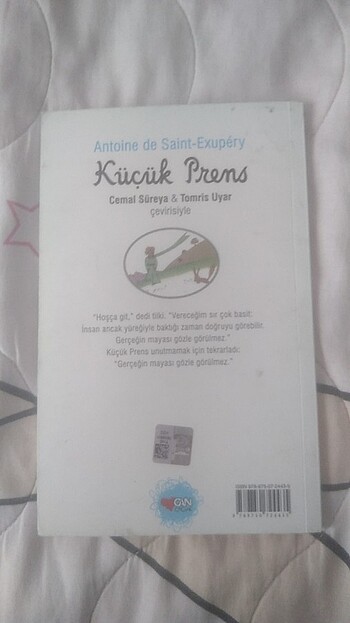 Antoine de Saint-Exupéry
Küçük Prens
Cemal Süreya & Tomris Uyar
çevirisiyle
"Hoşça git," dedi tilki. "Vereceğim sır çok basit:
İnsan ancak yüreğiyle baktığı zaman doğruyu görebilir.
Gerçeğin mayası gözle görülmez."
Küçük Prens unutmamak için tekrarladı:
"Gerçeğin mayası gözle görülmez."